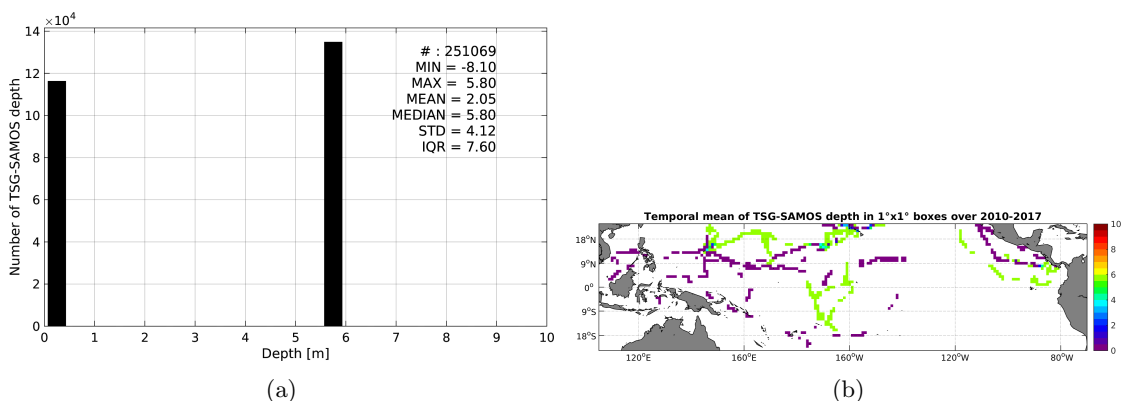 ×10⁴
14
12
10
8
6
4
2
0
Number of TSG-SAMOS depth
# : 251069
MIN = -8.10
MAX = 5.80
MEAN = 2.05
MEDIAN = 5.80
STD = 4.12
IQR = 7.60
0 1 2 3 4 5 6 7 8 9 10
Depth [m]
(a)
Temporal mean of TSG-SAMOS depth in 1°x1° boxes over 2010-2017
18°N
9°N
0°
9°S
18°S
120°E 160°E 160°W 120°W 80°W
10
8
6
4
2
0
(b)